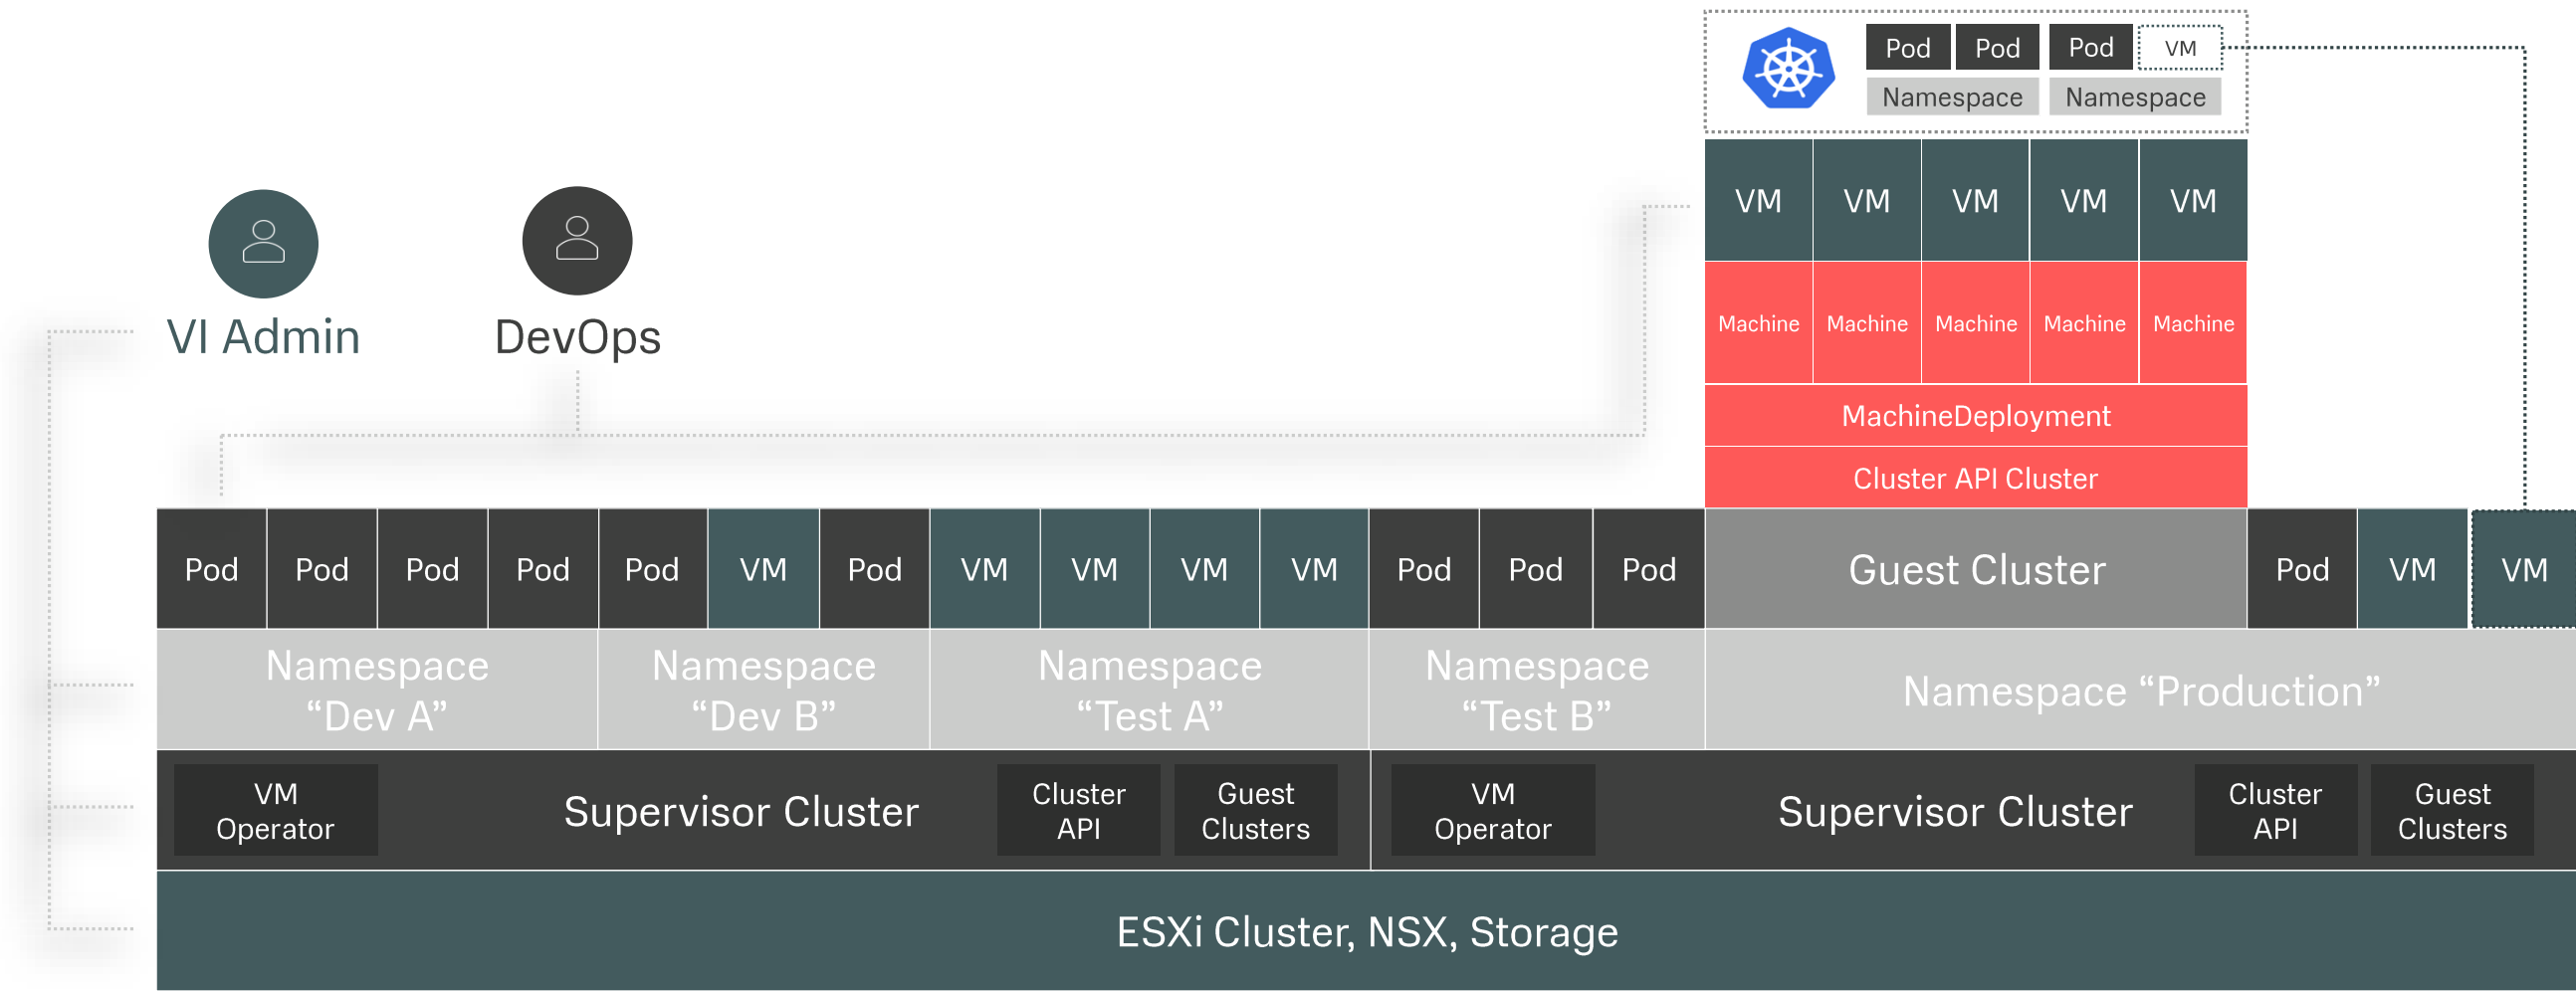 Pod Pod Pod VM
Namespace Namespace
VM VM VM VM VM
VI Admin DevOps
Machine Machine Machine Machine Machine
MachineDeployment
Cluster API Cluster
Pod Pod Pod Pod Pod VM Pod VM VM VM VM Pod Pod Pod Guest Cluster Pod VM VM
Namespace
“Dev A”
Namespace
“Dev B”
Namespace
“Test A”
Namespace
“Test B”
Namespace “Production”
VM
Operator
Supervisor Cluster
Cluster
API
Guest
Clusters
VM
Operator
Supervisor Cluster
Cluster
API
Guest
Clusters
ESXi Cluster, NSX, Storage